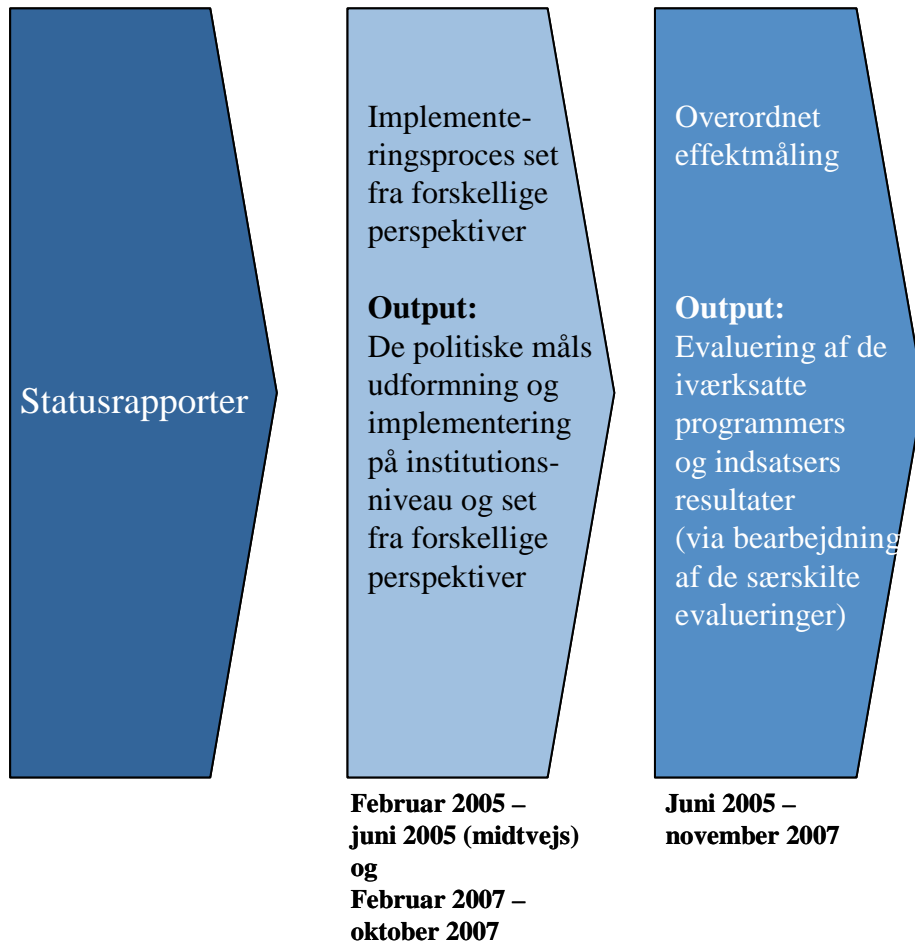 Statusrapporter
Implemente-
ringsproces set
fra forskellige
perspektiver
Output:
De politiske måls
udformning og
implementering
på institutions-
niveau og set
fra forskellige
perspektiver
Overordnet
effektmåling
Output:
Evaluering af de
iværksatte
programmers
og indsatsers
resultater
(via bearbejdning
af de særskilte
evalueringer)
Februar 2005 –
juni 2005 (midtvejs)
og
Februar 2007 –
oktober 2007
Juni 2005 –
november 2007